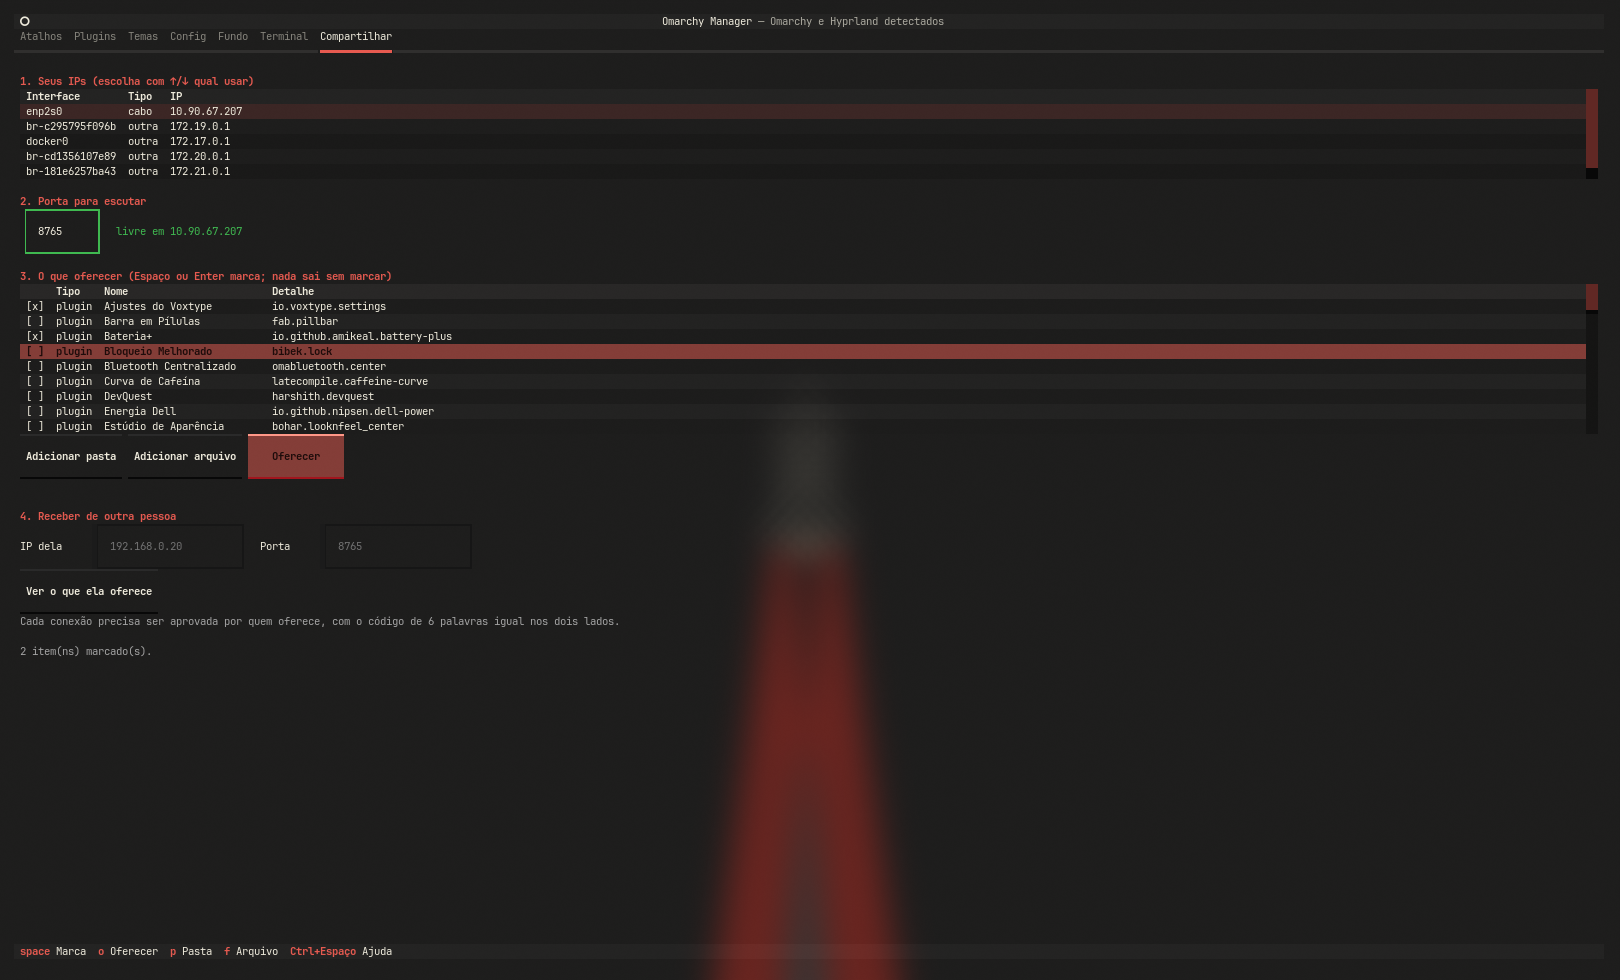 Omarchy Manager — Omarchy e Hyprland detectados
Atalhos Plugins Temas Config Fundo Terminal Compartilhar
1. Seus IPs (escolha com ↑/↓ qual usar)
Interface Tipo IP
enp2s0 cabo 10.90.67.207
br-c295795f096b outra 172.19.0.1
docker0 outra 172.17.0.1
br-cd1356107e89 outra 172.20.0.1
br-181e6257ba43 outra 172.21.0.1
2. Porta para escutar
8765 livre em 10.90.67.207
3. O que oferecer (Espaço ou Enter marca; nada sai sem marcar)
Tipo Nome Detalhe
[x] plugin Ajustes do Voxtype io.voxtype.settings
[ ] plugin Barra em Pílulas fab.pillbar
[x] plugin Bateria+ io.github.amikeal.battery-plus
[ ] plugin Bloqueio Melhorado bibek.lock
[ ] plugin Bluetooth Centralizado omabluetooth.center
[ ] plugin Curva de Cafeína latecompile.caffeine-curve
[ ] plugin DevQuest harshith.devquest
[ ] plugin Energia Dell io.github.nipsen.dell-power
[ ] plugin Estúdio de Aparência bohar.looknfeel_center
Adicionar pasta Adicionar arquivo Oferecer
4. Receber de outra pessoa
IP dela 192.168.0.20 Porta 8765
Ver o que ela oferece
Cada conexão precisa ser aprovada por quem oferece, com o código de 6 palavras igual nos dois lados.
2 item(ns) marcado(s).
space Marca o Oferecer p Pasta f Arquivo Ctrl+Espaço Ajuda